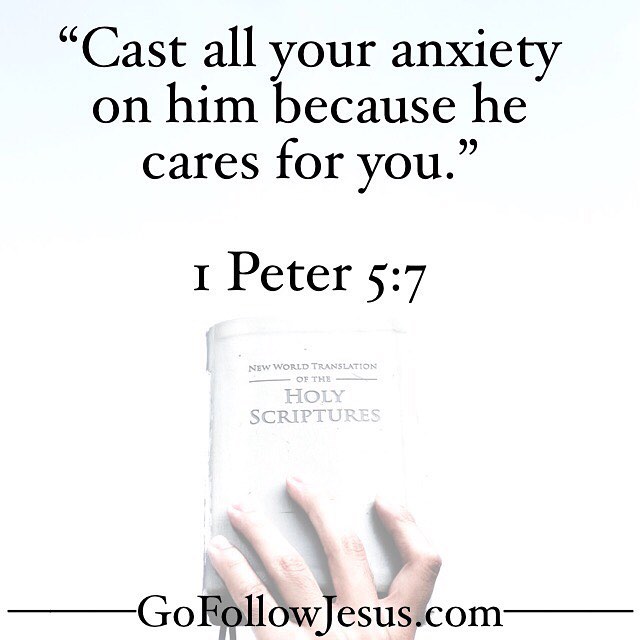 “Cast all your anxiety
on him because he
cares for you.”
1 Peter 5:7
NEW WORLD TRANSLATION
OF THE
HOLY
SCRIPTURES
GoFollowJesus.com